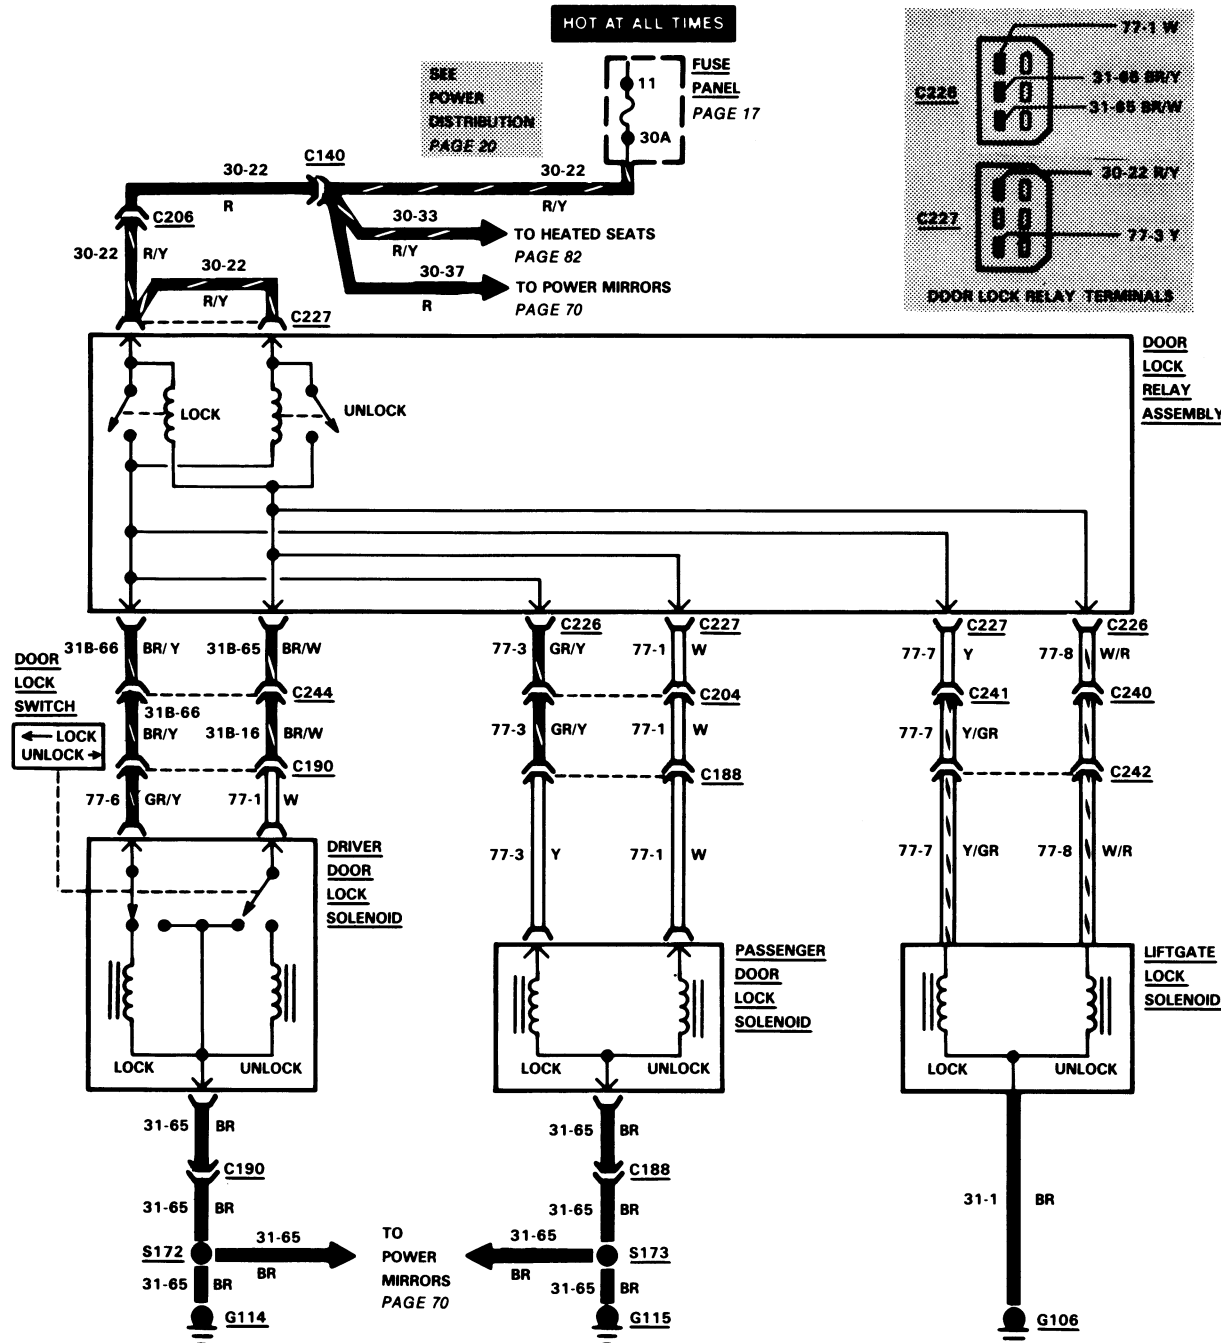 HOT AT ALL TIMES
SEE
POWER
DISTRIBUTION
PAGE 20
11
30A
FUSE
PANEL
PAGE 17
C226
77-1 W
31-66 BR/Y
31-65 BR/W
C227
30-22 R/Y
77-3 Y
DOOR LOCK RELAY TERMINALS
C140
30-22
R
30-22
R/Y
C206
30-33
R/Y
TO HEATED SEATS
PAGE 82
30-22
R/Y
30-22
R/Y
30-37
R
TO POWER MIRRORS
PAGE 70
C227
DOOR
LOCK
RELAY
ASSEMBLY
LOCK
UNLOCK
C226
C227
C227
C226
31B-66
BR/Y
31B-65
BR/W
77-3
GR/Y
77-1
W
77-7
Y
77-8
W/R
DOOR
LOCK
SWITCH
C244
C204
C241
C240
LOCK
UNLOCK
31B-66
BR/Y
31B-16
BR/W
77-3
GR/Y
77-1
W
77-7
Y/GR
C190
C188
C242
77-6
GR/Y
77-1
W
77-3
Y
77-1
W
77-7
Y/GR
77-8
W/R
DRIVER
DOOR
LOCK
SOLENOID
PASSENGER
DOOR
LOCK
SOLENOID
LIFTGATE
LOCK
SOLENOID
LOCK
UNLOCK
LOCK
UNLOCK
LOCK
UNLOCK
31-65
BR
31-65
BR
C190
C188
31-65
BR
31-65
BR
31-1
BR
S172
31-65
BR
TO
POWER
MIRRORS
PAGE 70
31-65
BR
S173
31-65
BR
31-65
BR
G114
G115
G106